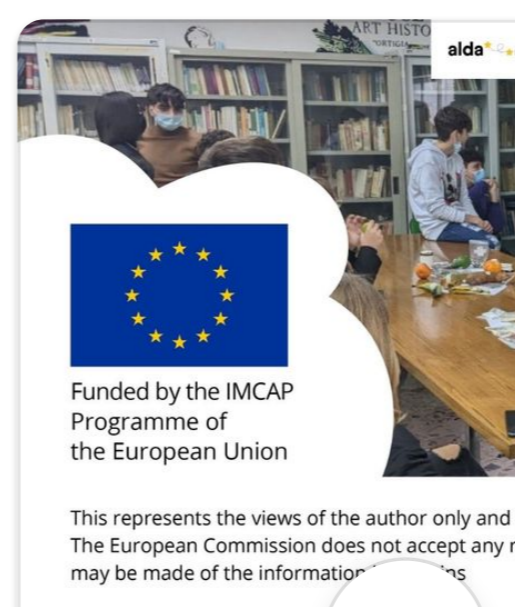 ART HISTO
alda
Funded by the IMCAP
Programme of
the European Union
This represents the views of the author only and
The European Commission does not accept any
may be made of the information